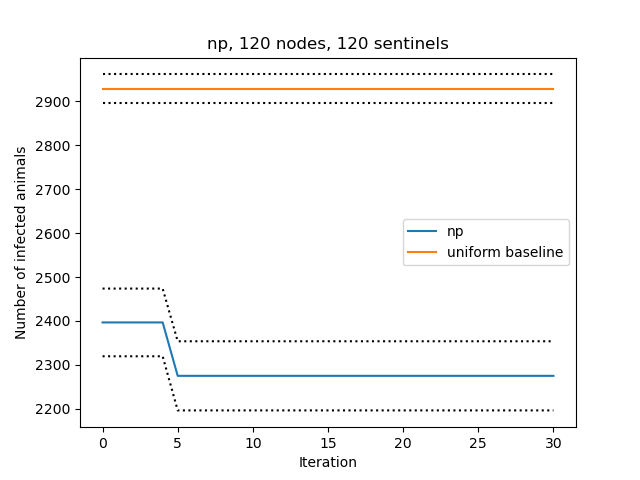 np, 120 nodes, 120 sentinels
Number of infected animals
2900
2800
2700
2600
2500
2400
2300
2200
np
uniform baseline
0 5 10 15 20 25 30
Iteration